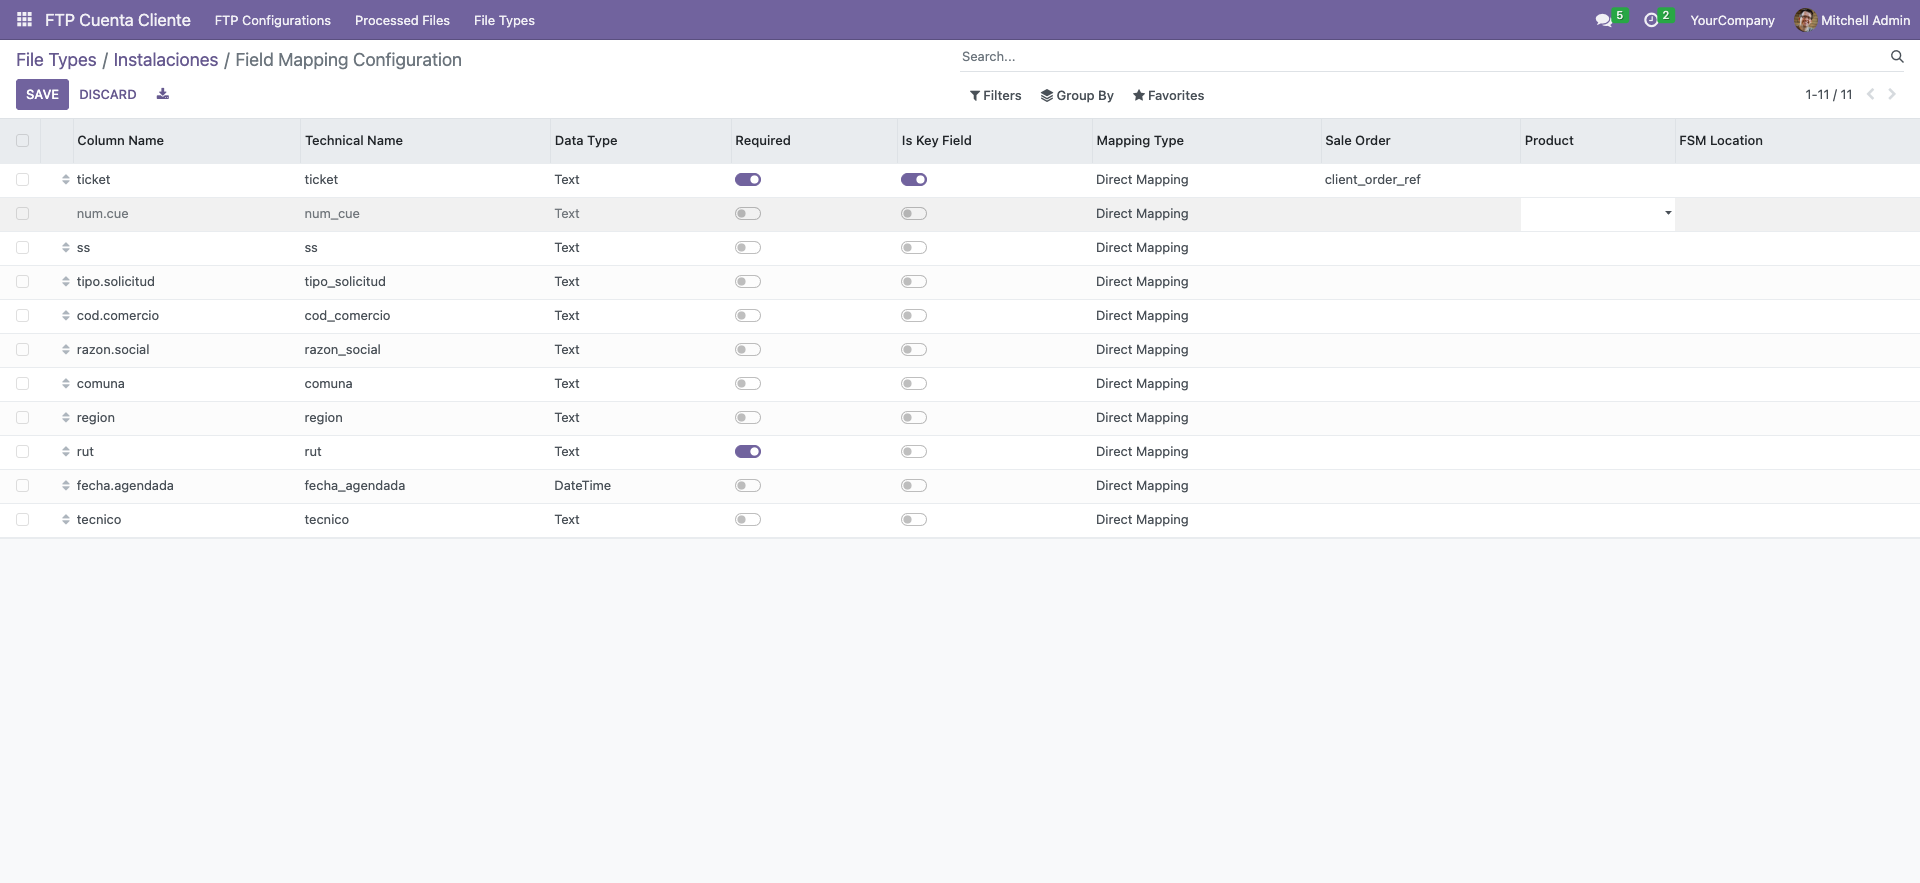 FTP Cuenta Cliente FTP Configurations Processed Files File Types 5 2 YourCompany Mitchell Admin
File Types / Instalaciones / Field Mapping Configuration Search...
SAVE DISCARD Filters Group By Favorites 1-11 / 11
Column Name Technical Name Data Type Required Is Key Field Mapping Type Sale Order Product FSM Location
ticket ticket Text Direct Mapping client_order_ref
num.cue num_cue Text Direct Mapping
ss ss Text Direct Mapping
tipo.solicitud tipo_solicitud Text Direct Mapping
cod.comercio cod_comercio Text Direct Mapping
razon.social razon_social Text Direct Mapping
comuna comuna Text Direct Mapping
region region Text Direct Mapping
rut rut Text Direct Mapping
fecha.agendada fecha_agendada DateTime Direct Mapping
tecnico tecnico Text Direct Mapping